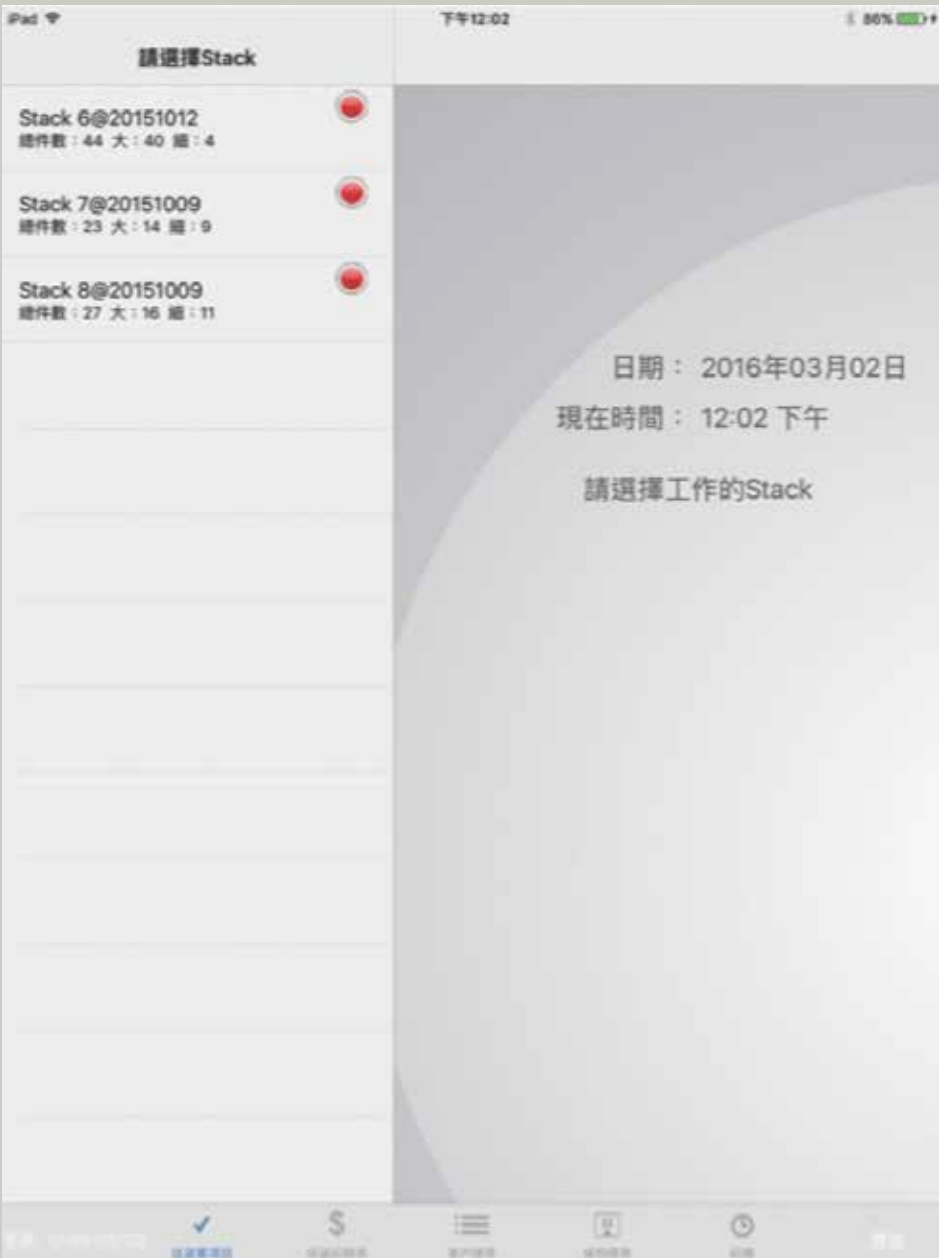 iPad
下午12:02
86%
請選擇Stack
Stack 6@20151012
總件數：44 大：40 細：4
Stack 7@20151009
總件數：23 大：14 細：9
Stack 8@20151009
總件數：27 大：16 細：11
日期： 2016年03月02日
現在時間： 12:02 下午
請選擇工作的Stack